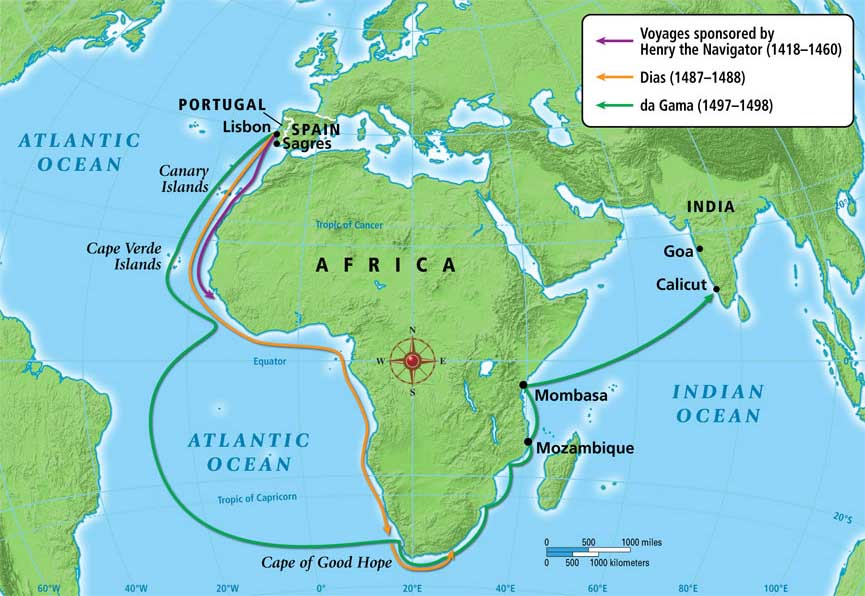 Voyages sponsored by
Henry the Navigator (1418–1460)
Dias (1487–1488)
da Gama (1497–1498)
PORTUGAL
Lisbon
SPAIN
Sagres
ATLANTIC
OCEAN
Canary
Islands
Cape Verde
Islands
Tropic of Cancer
AFRICA
INDIA
20°
Goa
Calicut
N
W
E
S
Equator
Mombasa
INDIAN
OCEAN
Mozambique
ATLANTIC
OCEAN
Tropic of Capricorn
20°S
Cape of Good Hope
0 500 1000 miles
0 500 1000 kilometers
60°W
40°W
20°W
0°
20°E
40°E
60°E
80°E
100°E